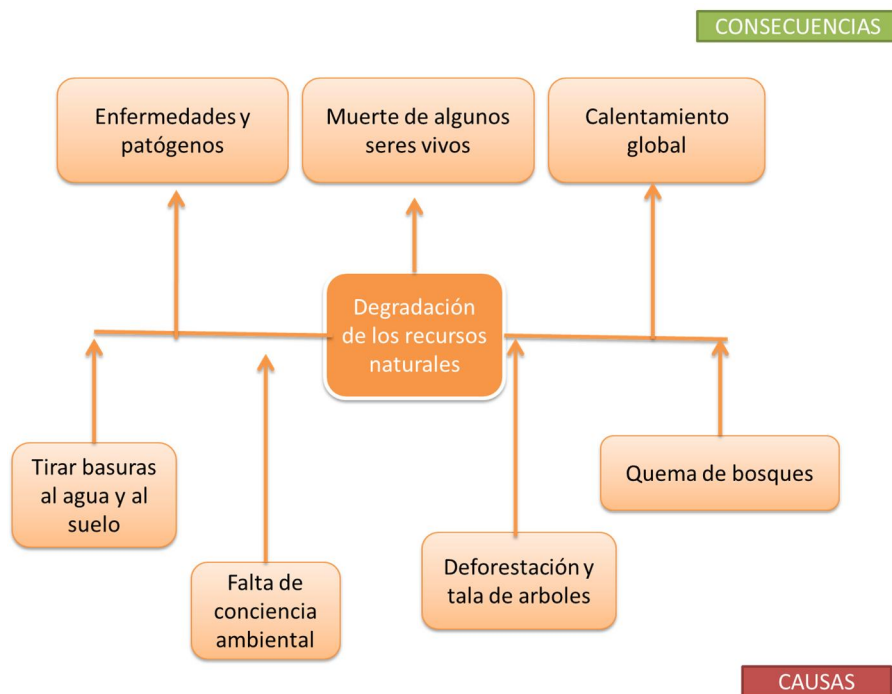 CONSECUENCIAS
Enfermedades y
patógenos
Muerte de algunos
seres vivos
Calentamiento
global
Degradación
de los recursos
naturales
Tirar basuras
al agua y al
suelo
Falta de
conciencia
ambiental
Deforestación y
tala de arboles
Quema de bosques
CAUSAS